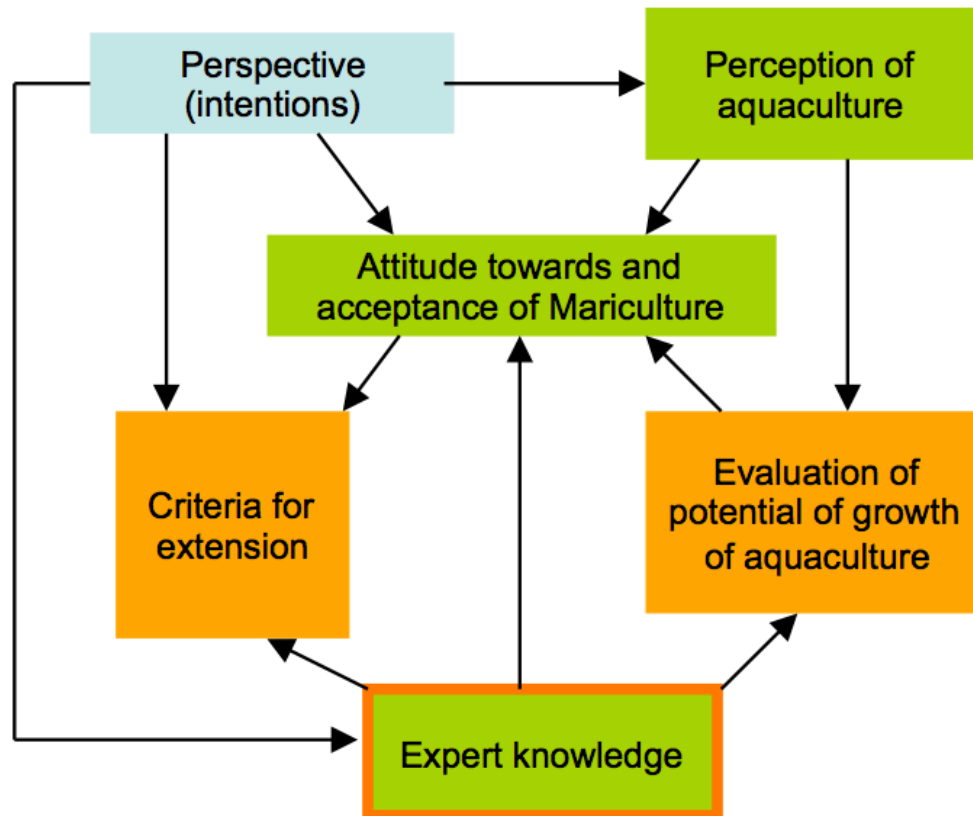 Perspective
(intentions)
Perception of
aquaculture
Attitude towards and
acceptance of Mariculture
Criteria for
extension
Evaluation of
potential of growth
of aquaculture
Expert knowledge